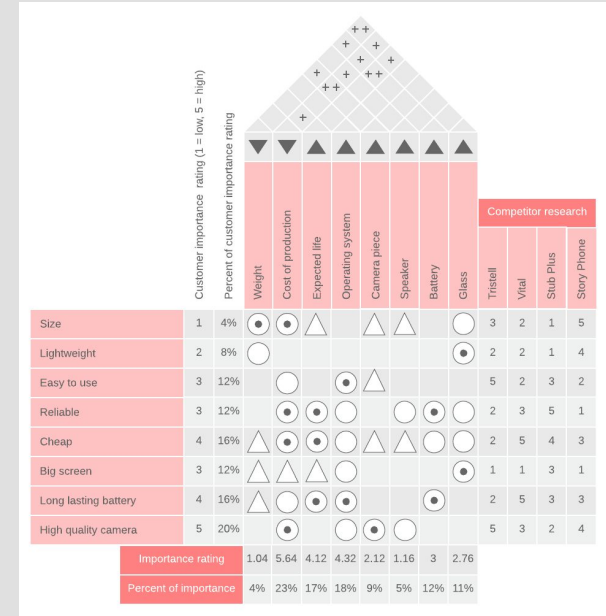 Customer importance rating (1 = low, 5 = high)
Percent of customer importance rating
Weight
Cost of production
Expected life
Operating system
Camera piece
Speaker
Battery
Glass
Competitor research
Tristell
Vital
Stub Plus
Story Phone
Size 1 4% 3 2 1 5
Lightweight 2 8% 2 2 1 4
Easy to use 3 12% 5 2 3 2
Reliable 3 12% 2 3 5 1
Cheap 4 16% 2 5 4 3
Big screen 3 12% 1 1 3 1
Long lasting battery 4 16% 2 5 3 3
High quality camera 5 20% 5 3 2 4
Importance rating 1.04 5.64 4.12 4.32 2.12 1.16 3 2.76
Percent of importance 4% 23% 17% 18% 9% 5% 12% 11%